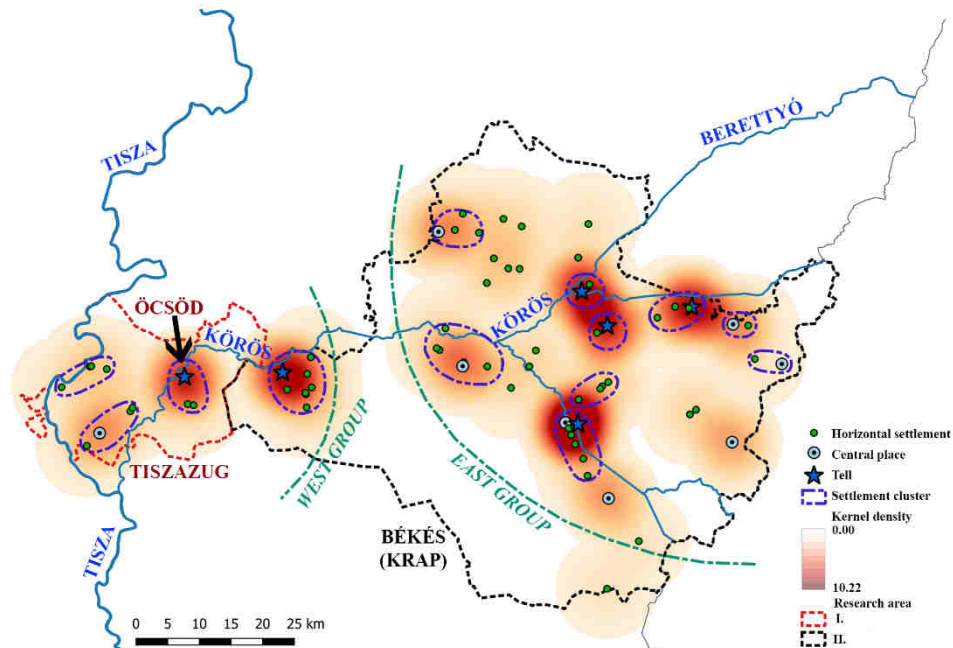 TISZA
BERETTYÓ
ÖCSÖD
KÖRÖS
KÖRÖS
TISZAZUG
WEST GROUP
EAST GROUP
BÉKÉS
(KRAP)
TISZA
0 5 10 15 20 25 km
Horizontal settlement
Central place
Tell
Settlement cluster
Kernel density
0.00
10.22
Research area
I.
II.